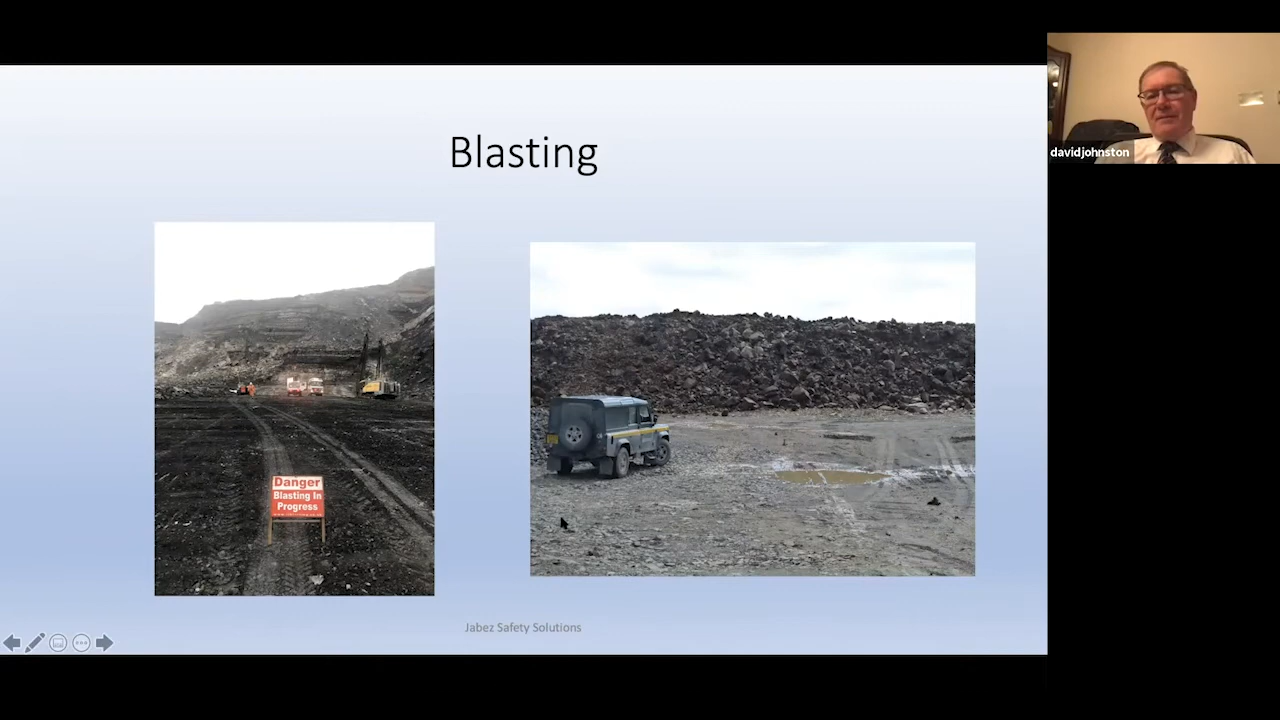 Blasting
davidjohnston
Danger
Blasting In
Progress
Jabez Safety Solutions